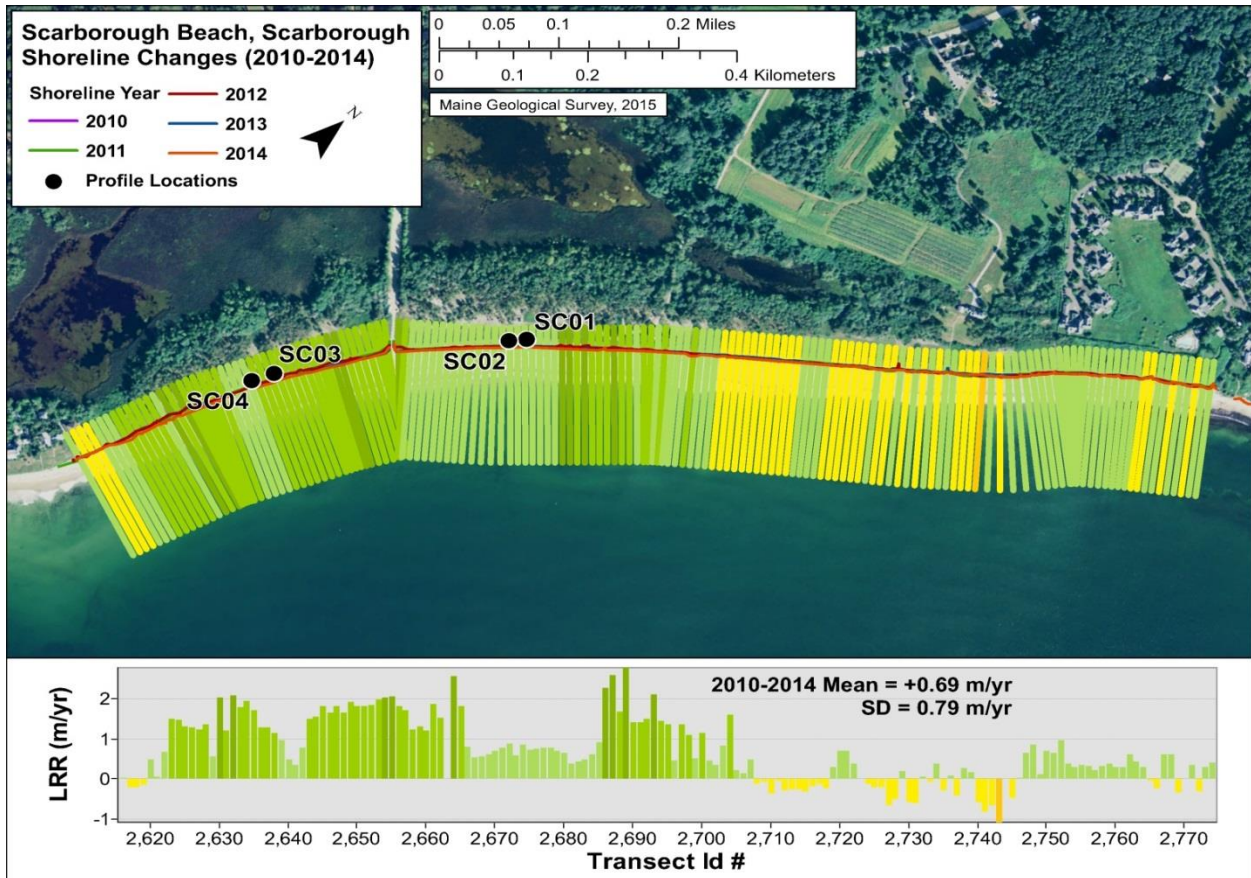 Scarborough Beach, Scarborough
Shoreline Changes (2010-2014)
Shoreline Year
2012
2010
2013
2011
2014
Profile Locations
N
0 0.05 0.1 0.2 Miles
0 0.1 0.2 0.4 Kilometers
Maine Geological Survey, 2015
SC01
SC02
SC03
SC04
2010-2014 Mean = +0.69 m/yr
SD = 0.79 m/yr
LRR (m/yr)
2
1
0
-1
2,620 2,630 2,640 2,650 2,660 2,670 2,680 2,690 2,700 2,710 2,720 2,730 2,740 2,750 2,760 2,770
Transect Id #